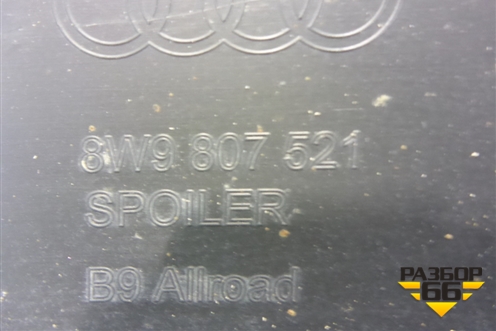 8W9 807 521
SPOILER
B9 Allroad
РАЗБОР
66